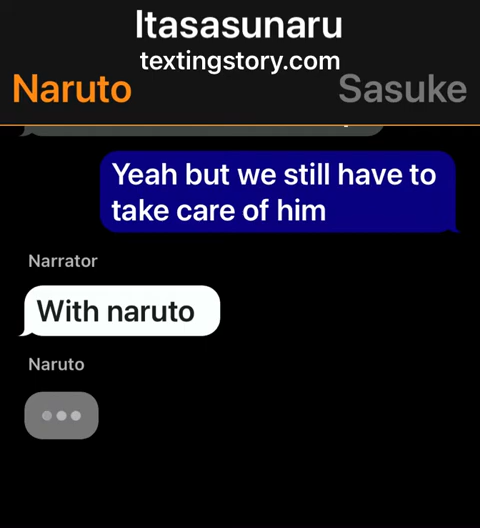 Itasasunaru
textingstory.com
Naruto Sasuke
Yeah but we still have to
take care of him
Narrator
With naruto
Naruto